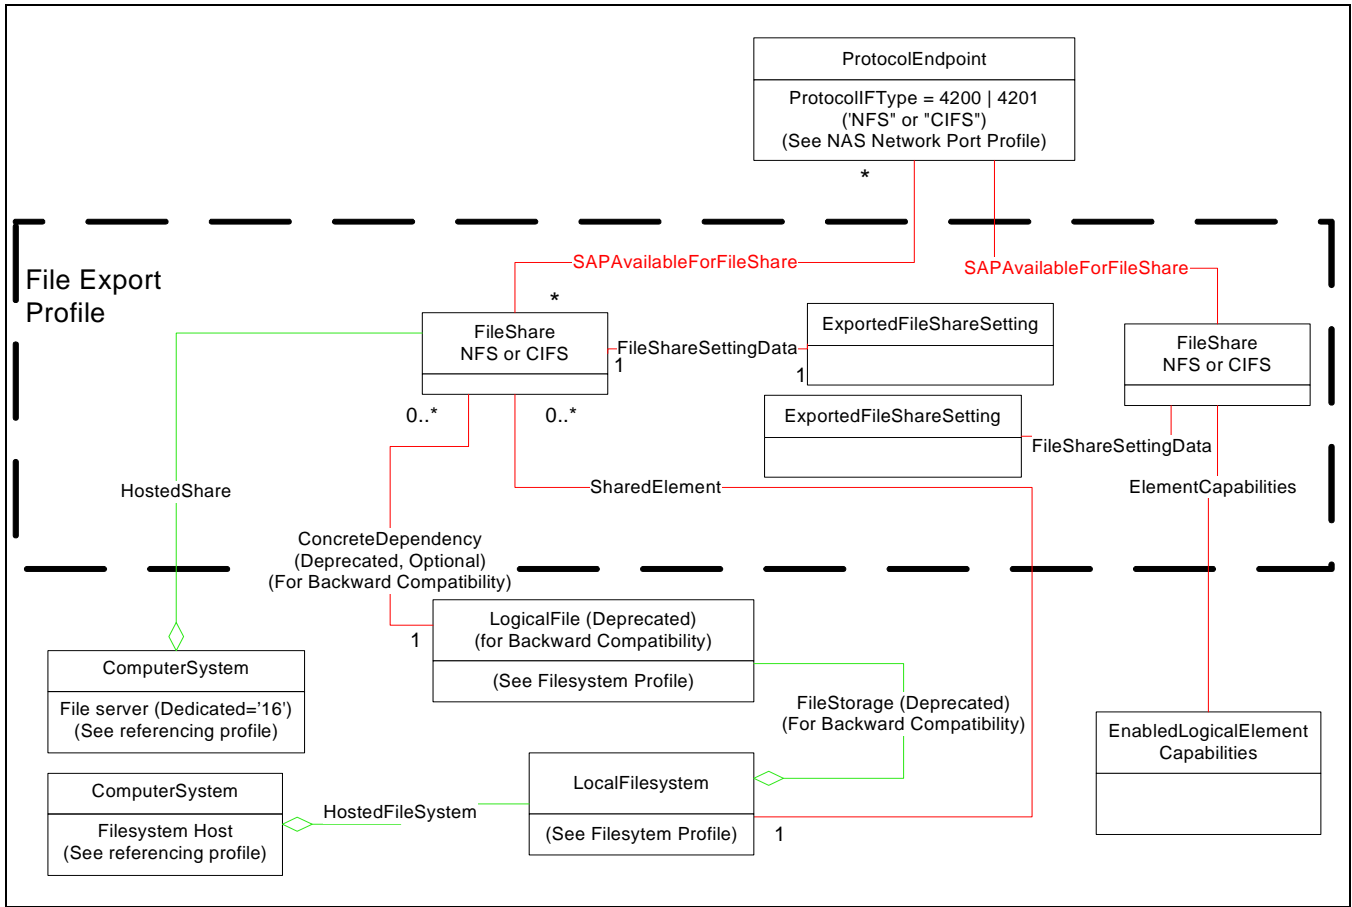 ProtocolEndpoint
ProtocolIFType = 4200 | 4201
('NFS" or "CIFS")
(See NAS Network Port Profile)
*
File Export
Profile
SAPAvailableForFileShare
SAPAvailableForFileShare
*
FileShare
NFS or CIFS
FileShareSettingData
1
1
ExportedFileShareSetting
FileShare
NFS or CIFS
0..*
0..*
ExportedFileShareSetting
FileShareSettingData
HostedShare
SharedElement
ElementCapabilities
ConcreteDependency
(Deprecated, Optional)
(For Backward Compatibility)
1
LogicalFile (Deprecated)
(for Backward Compatibility)
(See Filesystem Profile)
ComputerSystem
File server (Dedicated='16')
(See referencing profile)
FileStorage (Deprecated)
(For Backward Compatibility)
EnabledLogicalElement
Capabilities
ComputerSystem
Filesystem Host
(See referencing profile)
HostedFileSystem
LocalFilesystem
(See Filesytem Profile)
1